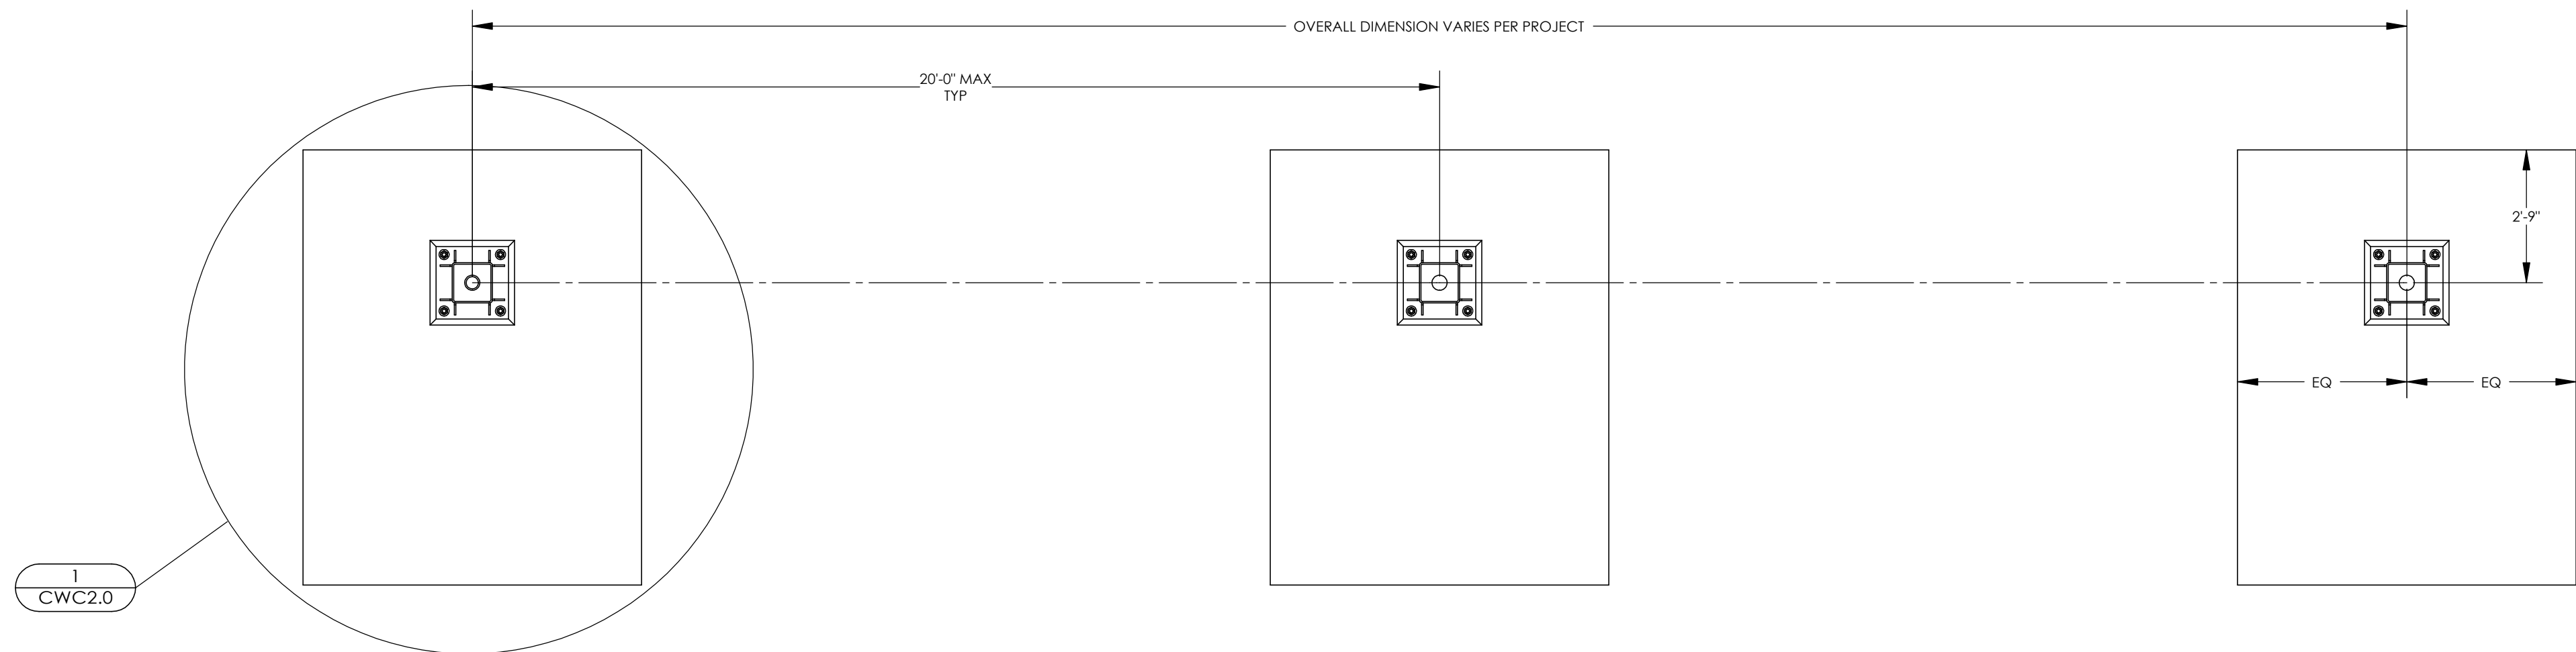 OVERALL DIMENSION VARIES PER PROJECT
20'-0" MAX
TYP
2'-9"
EQ
EQ
1
CWC2.0